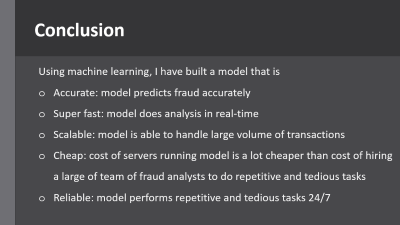 Conclusion
Using machine learning, I have built a model that is
o Accurate: model predicts fraud accurately
o Super fast: model does analysis in real-time
o Scalable: model is able to handle large volume of transactions
o Cheap: cost of servers running model is a lot cheaper than cost of hiring
a large of team of fraud analysts to do repetitive and tedious tasks
o Reliable: model performs repetitive and tedious tasks 24/7